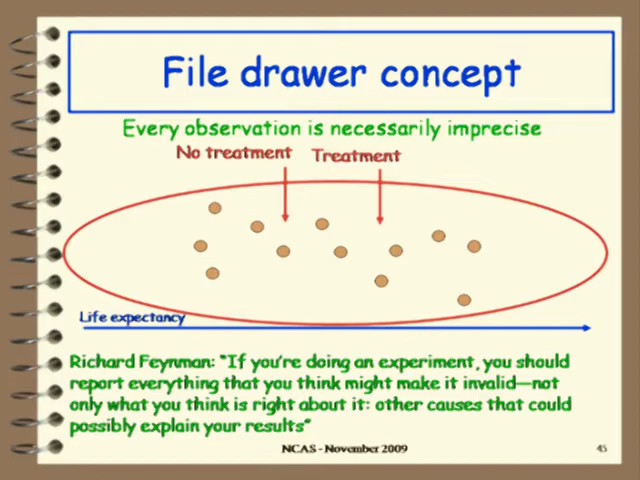 File drawer concept
Every observation is necessarily imprecise
No treatment Treatment
Life expectancy
Richard Feynman: "If you're doing an experiment, you should
report everything that you think might make it invalid—not
only what you think is right about it: other causes that could
possibly explain your results"
NCAS - November 2009 45